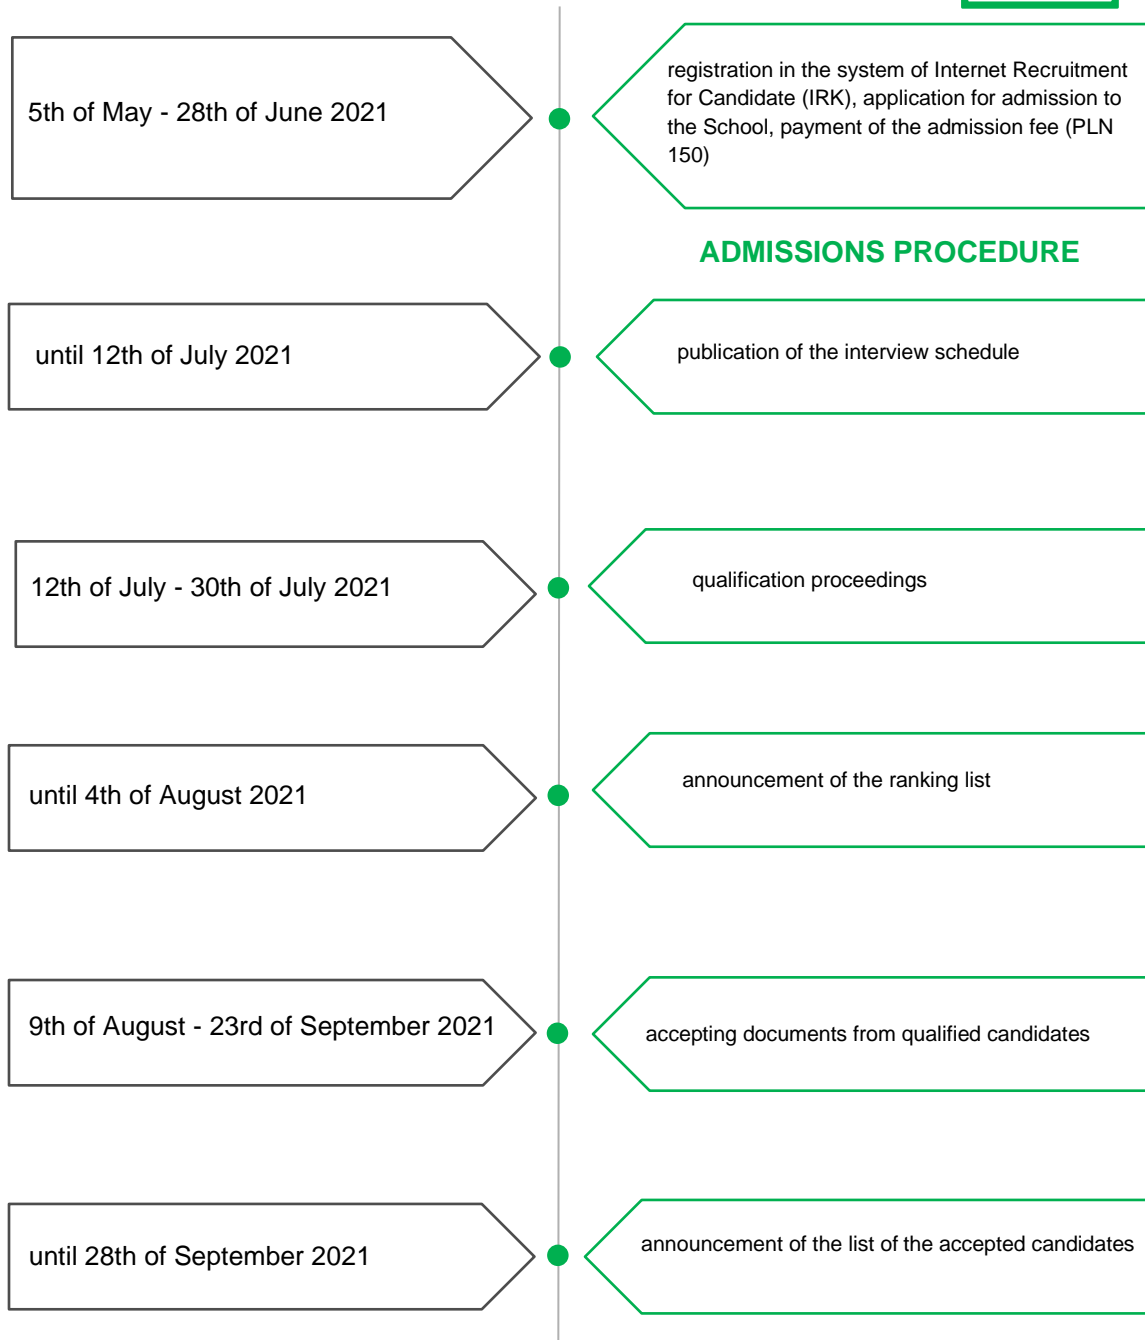 5th of May - 28th of June 2021
registration in the system of Internet Recruitment
for Candidate (IRK), application for admission to
the School, payment of the admission fee (PLN
150)
ADMISSIONS PROCEDURE
until 12th of July 2021
publication of the interview schedule
12th of July - 30th of July 2021
qualification proceedings
until 4th of August 2021
announcement of the ranking list
9th of August - 23rd of September 2021
accepting documents from qualified candidates
until 28th of September 2021
announcement of the list of the accepted candidates